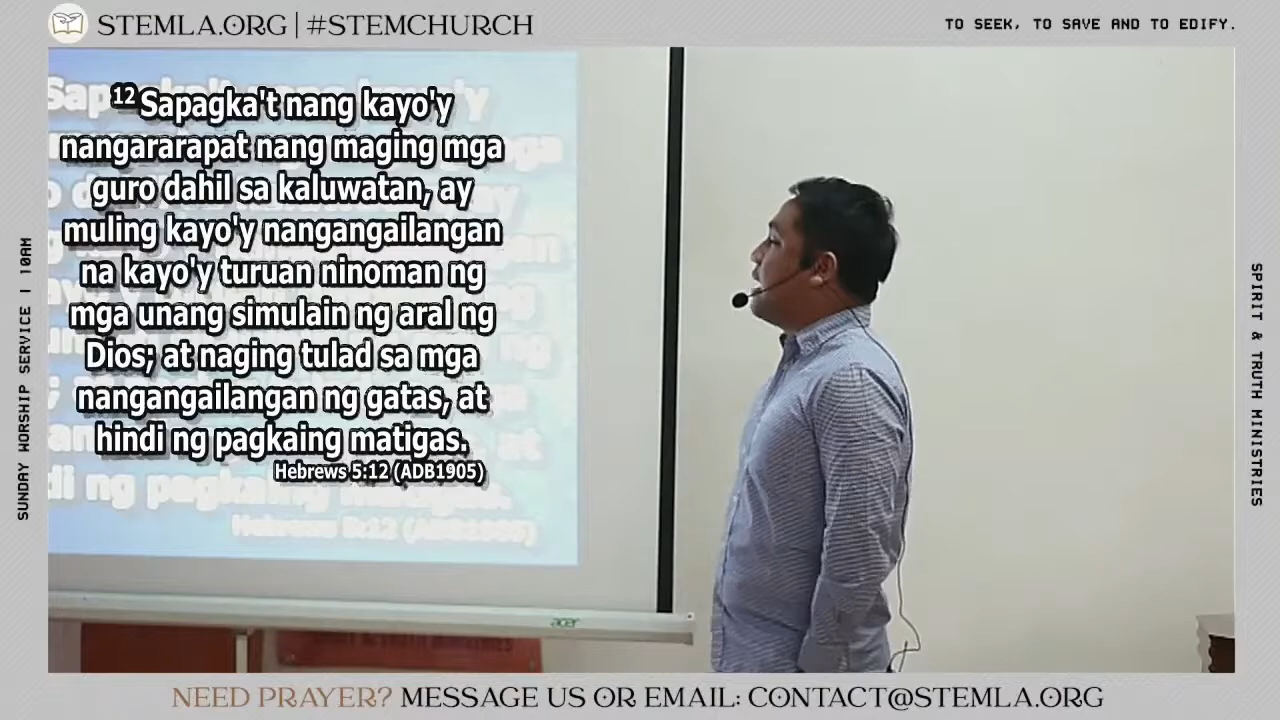 STEMLA.ORG | #STEMCHURCH
TO SEEK, TO SAVE AND TO EDIFY.
SUNDAY WORSHIP SERVICE | 10AM
12 Sapagka't nang kayo'y
nangararapat nang maging mga
guro dahil sa kaluwatan, ay
muling kayo'y nangangailangan
na kayo'y turuan ninoman ng
mga unang simulain ng aral ng
Dios; at naging tulad sa mga
nangangailangan ng gatas, at
hindi ng pagkaing matigas.
Hebrews 5:12 (ADB1905)
acer
SPIRIT & TRUTH MINISTRIES
NEED PRAYER? MESSAGE US OR EMAIL: CONTACT@STEMLA.ORG